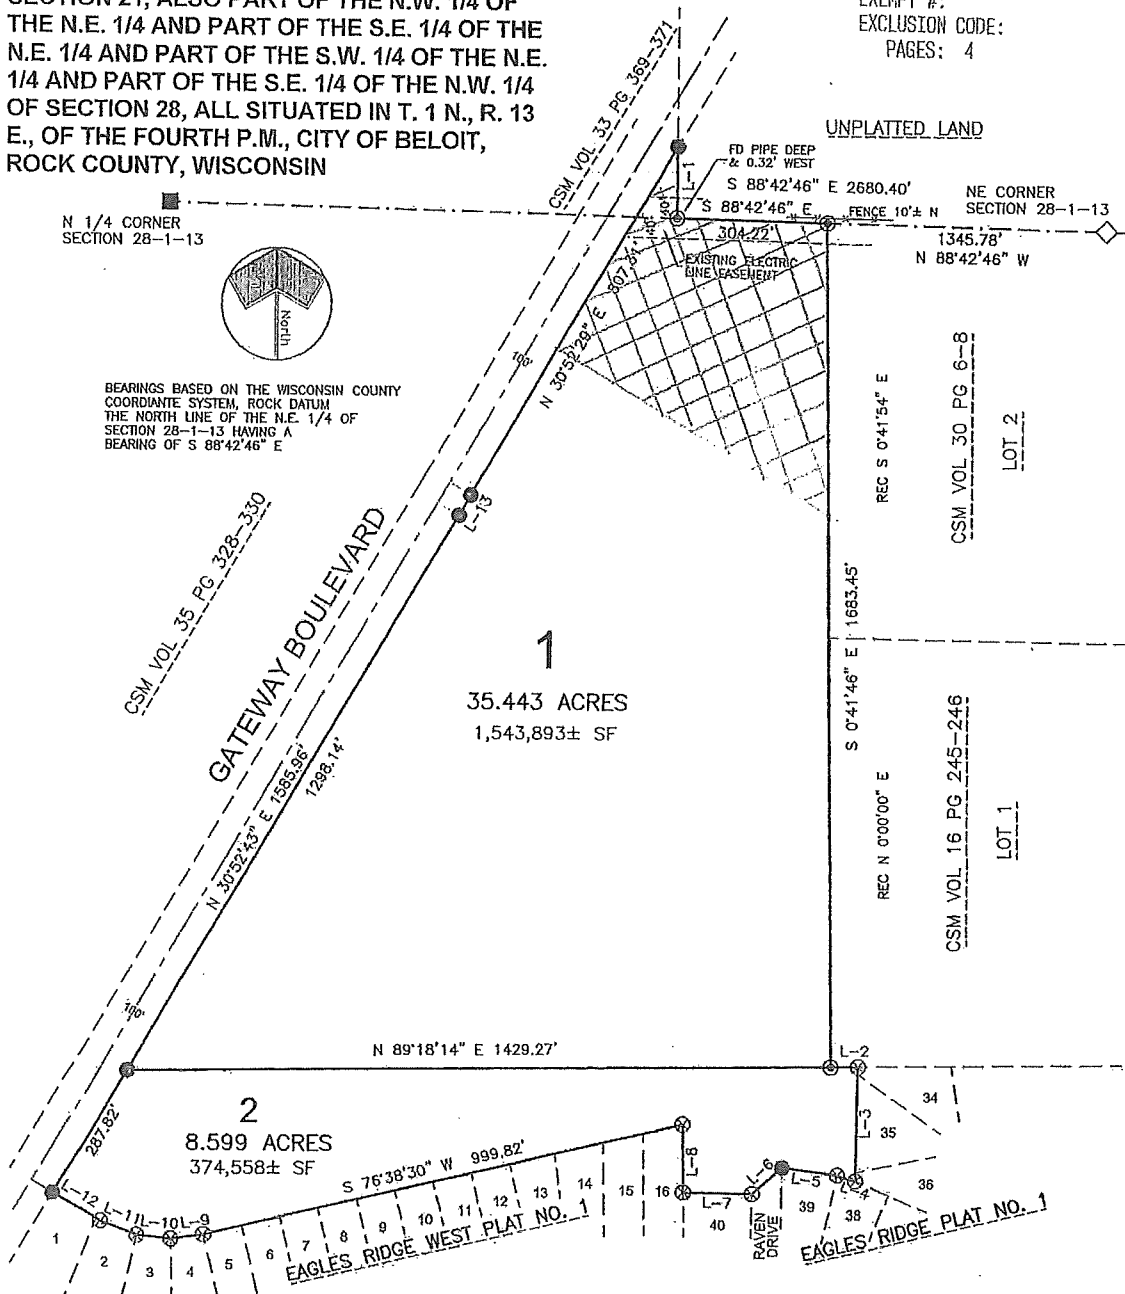 SECTION 21, ALSO PART OF THE N.W. 1/4 OF
THE N.E. 1/4 AND PART OF THE S.E. 1/4 OF THE
N.E. 1/4 AND PART OF THE S.W. 1/4 OF THE N.E.
1/4 AND PART OF THE S.E. 1/4 OF THE N.W. 1/4
OF SECTION 28, ALL SITUATED IN T. 1 N., R. 13
E., OF THE FOURTH P.M., CITY OF BELOIT,
ROCK COUNTY, WISCONSIN
EXEMPT #:
EXCLUSION CODE:
PAGES: 4
CSM VOL 33 PG 369-371
UNPLATTED LAND
FD PIPE DEEP
& 0.32' WEST
L-1
S 88°42'46" E 2680.40'
NE CORNER
SECTION 28-1-13
S 88°42'46" E
FENCE 10'± N
304.22'
1345.78'
N 88°42'46" W
N 1/4 CORNER
SECTION 28-1-13
40'
40'
EXISTING ELECTRIC
LINE EASEMENT
North
BEARINGS BASED ON THE WISCONSIN COUNTY
COORDIANTE SYSTEM, ROCK DATUM
THE NORTH LINE OF THE N.E. 1/4 OF
SECTION 28-1-13 HAVING A
BEARING OF S 88°42'46" E
100'
N 30°52'29" E 807.51'
REC S 0°41'54" E
CSM VOL 30 PG 6-8
LOT 2
L-13
CSM VOL 35 PG 328-330
GATEWAY BOULEVARD
1
35.443 ACRES
1,543,893± SF
S 0°41'46" E 1683.45'
N 30°52'43" E 1585.96'
1298.14'
REC N 0°00'00" E
CSM VOL 16 PG 245-246
LOT 1
100'
N 89°18'14" E 1429.27'
L-2
287.82'
2
8.599 ACRES
374,558± SF
S 76°38'30" W 999.82'
L-3
34
35
36
L-8
L-6
L-5
L-4
L-7
L-12
L-11
L-10
L-9
1
2
3
4
5
6
7
8
9
10
11
12
13
14
15
16
40
RAVEN
DRIVE
39
38
EAGLES RIDGE WEST PLAT NO. 1
EAGLES RIDGE PLAT NO. 1